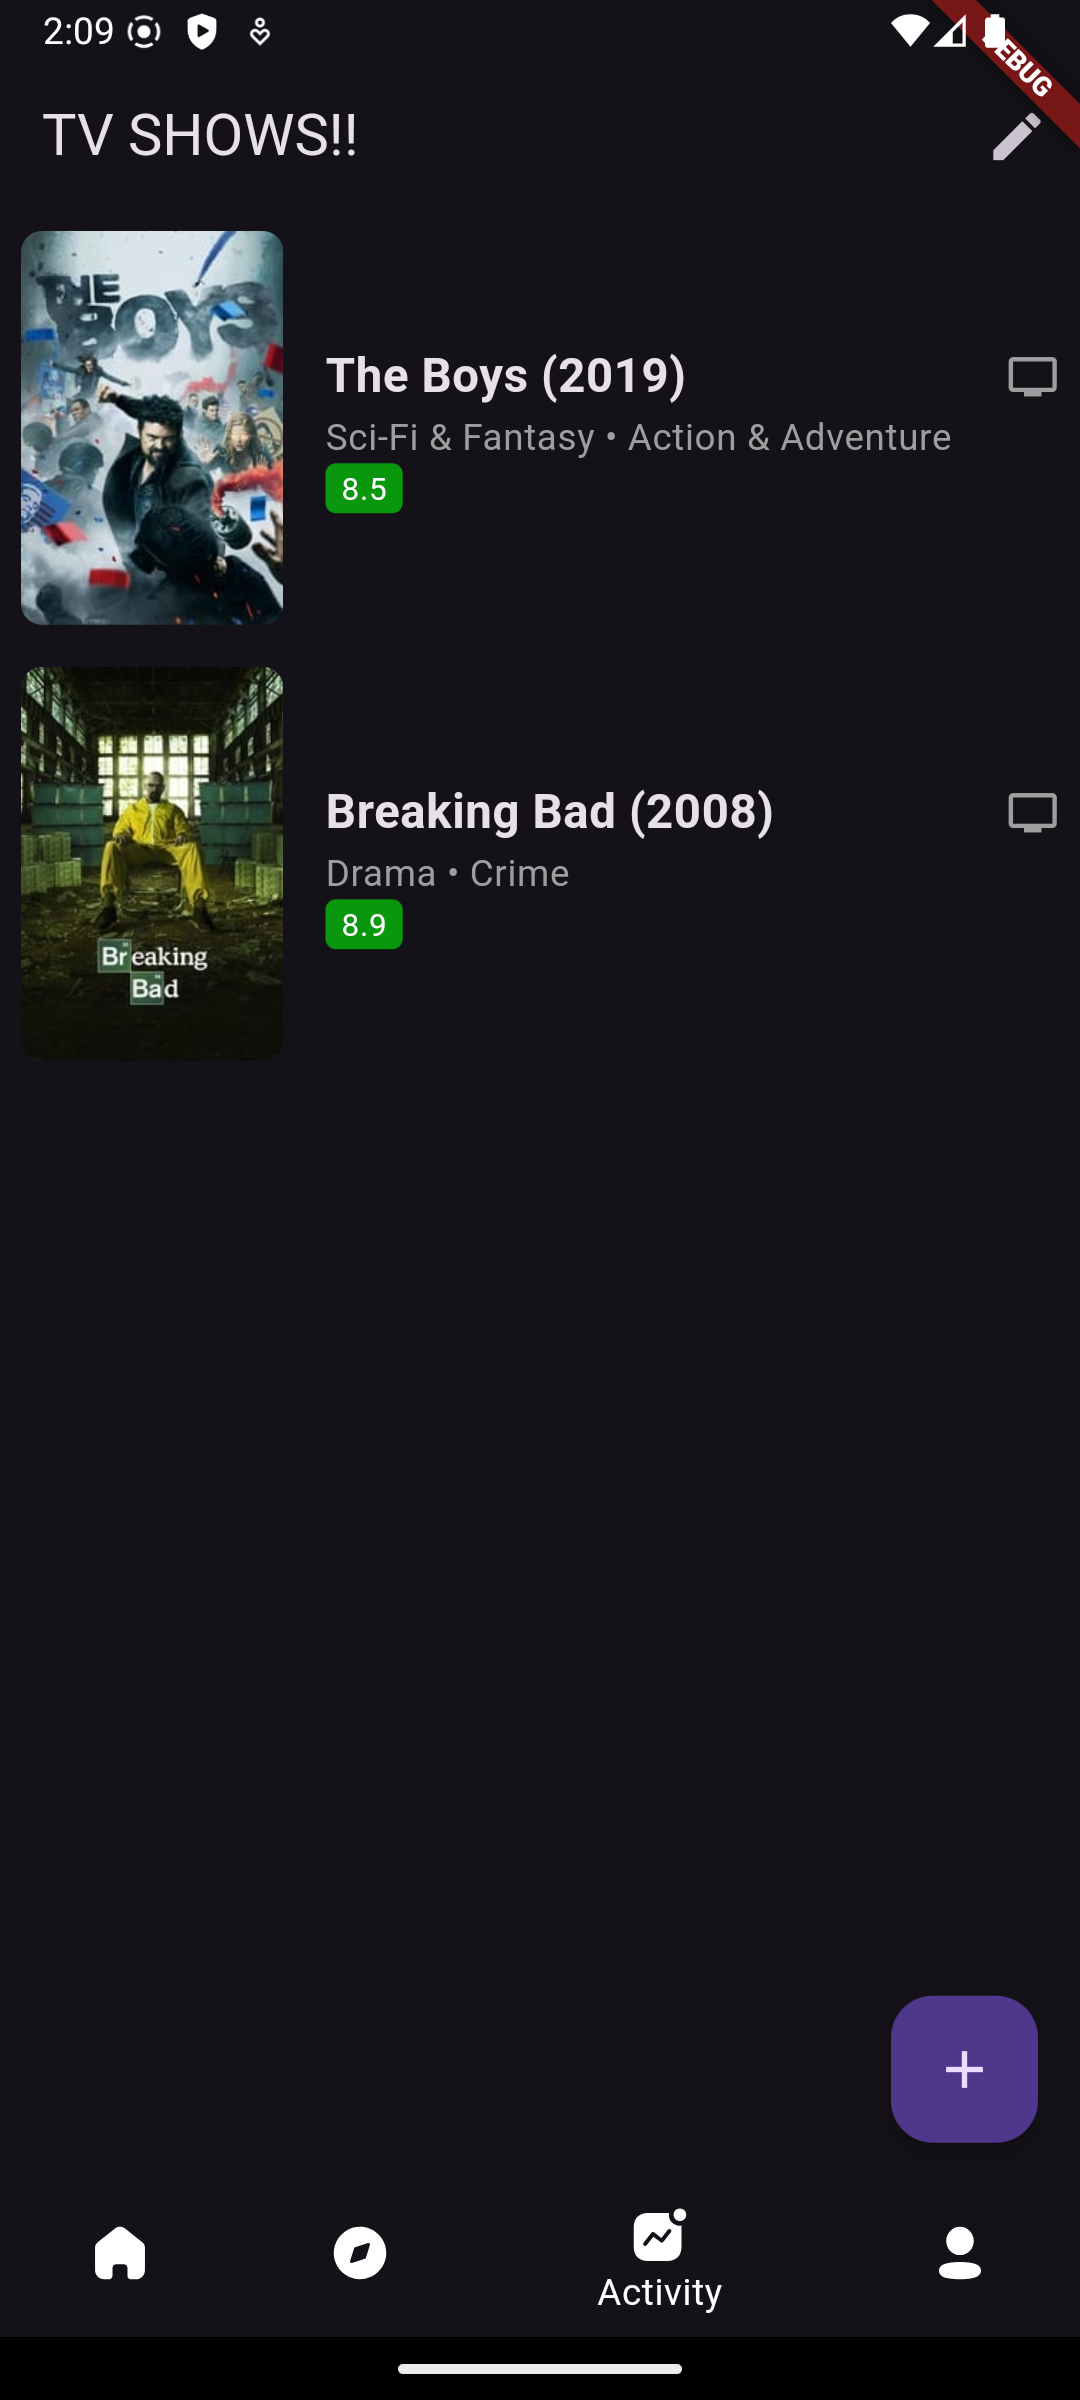 2:09
DEBUG
TV SHOWS!!
THE
BOYS
The Boys (2019)
Sci-Fi & Fantasy • Action & Adventure
8.5
Breaking
Bad
Breaking Bad (2008)
Drama • Crime
8.9
Activity